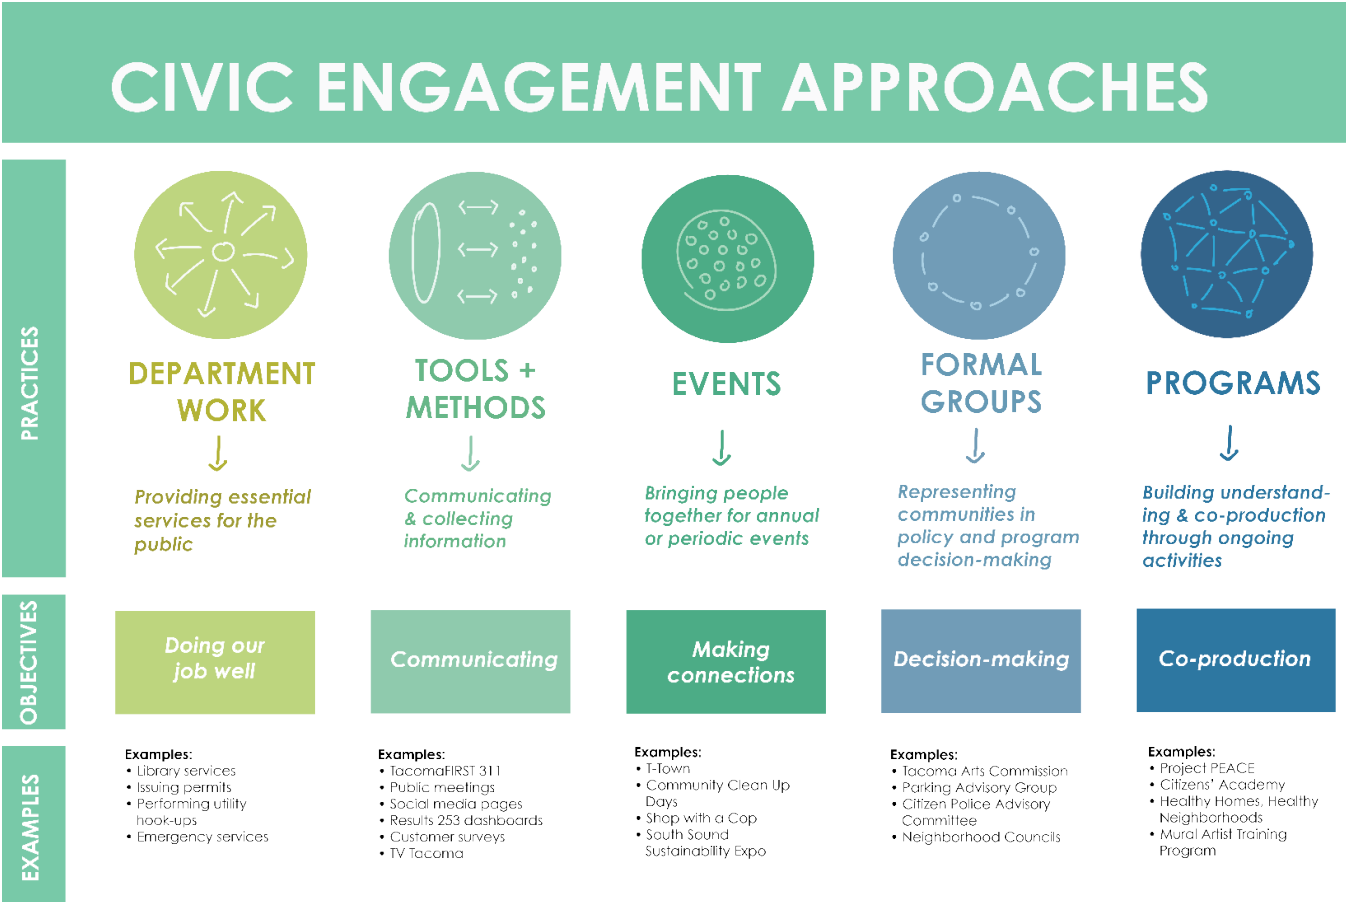 CIVIC ENGAGEMENT APPROACHES
PRACTICES
DEPARTMENT
WORK
Providing essential
services for the
public
TOOLS +
METHODS
Communicating
& collecting
information
EVENTS
Bringing people
together for annual
or periodic events
FORMAL
GROUPS
Representing
communities in
policy and program
decision-making
PROGRAMS
Building understand-
ing & co-production
through ongoing
activities
OBJECTIVES
Doing our
job well
Communicating
Making
connections
Decision-making
Co-production
EXAMPLES
Examples:
• Library services
• Issuing permits
• Performing utility
hook-ups
• Emergency services
Examples:
• TacomaFIRST 311
• Public meetings
• Social media pages
• Results 253 dashboards
• Customer surveys
• TV Tacoma
Examples:
• T-Town
• Community Clean Up
Days
• Shop with a Cop
• South Sound
Sustainability Expo
Examples:
• Tacoma Arts Commission
• Parking Advisory Group
• Citizen Police Advisory
Committee
• Neighborhood Councils
Examples:
• Project PEACE
• Citizens' Academy
• Healthy Homes, Healthy
Neighborhoods
• Mural Artist Training
Program